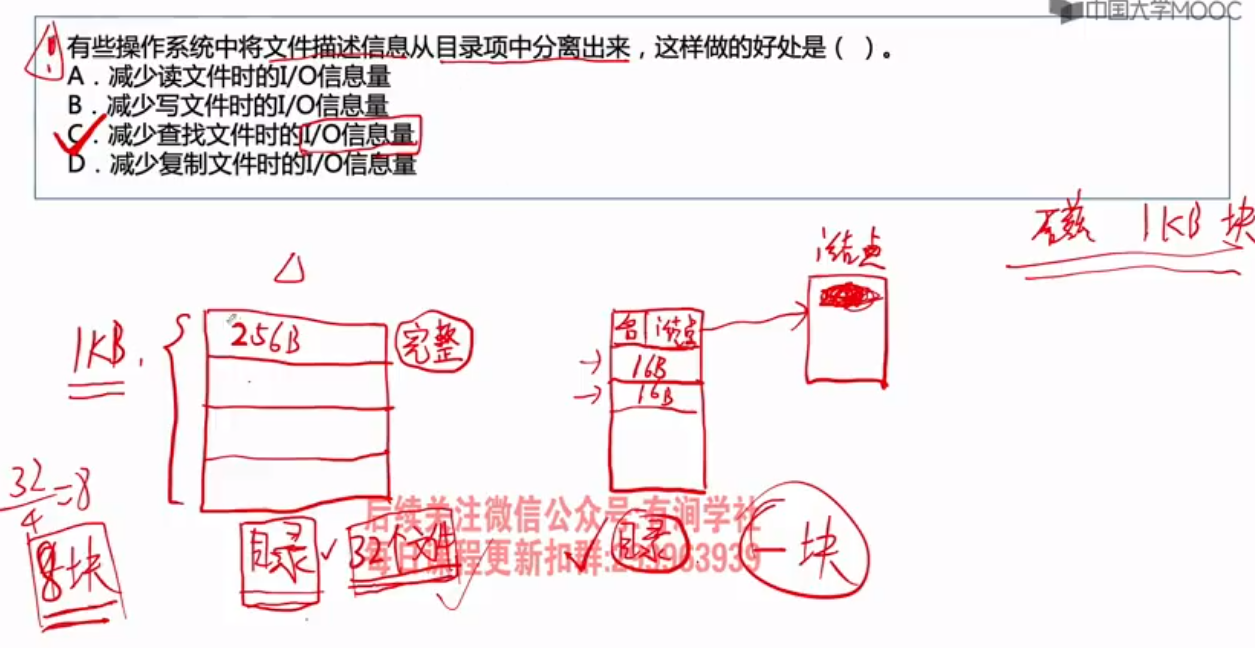 中国大学MOOC
! 有些操作系统中将文件描述信息从目录项中分离出来，这样做的好处是（ ）。
A．减少读文件时的I/O信息量
B．减少写文件时的I/O信息量
C．减少查找文件时的I/O信息量
D．减少复制文件时的I/O信息量
磁 1KB 块
i结点
1KB.
256B
完整
名 i结点
16B
16B
32/4=8
8块
目录
32个文件
目录
一块
后续关注微信公众号:有涧学社
每日课程更新扣群:243963939